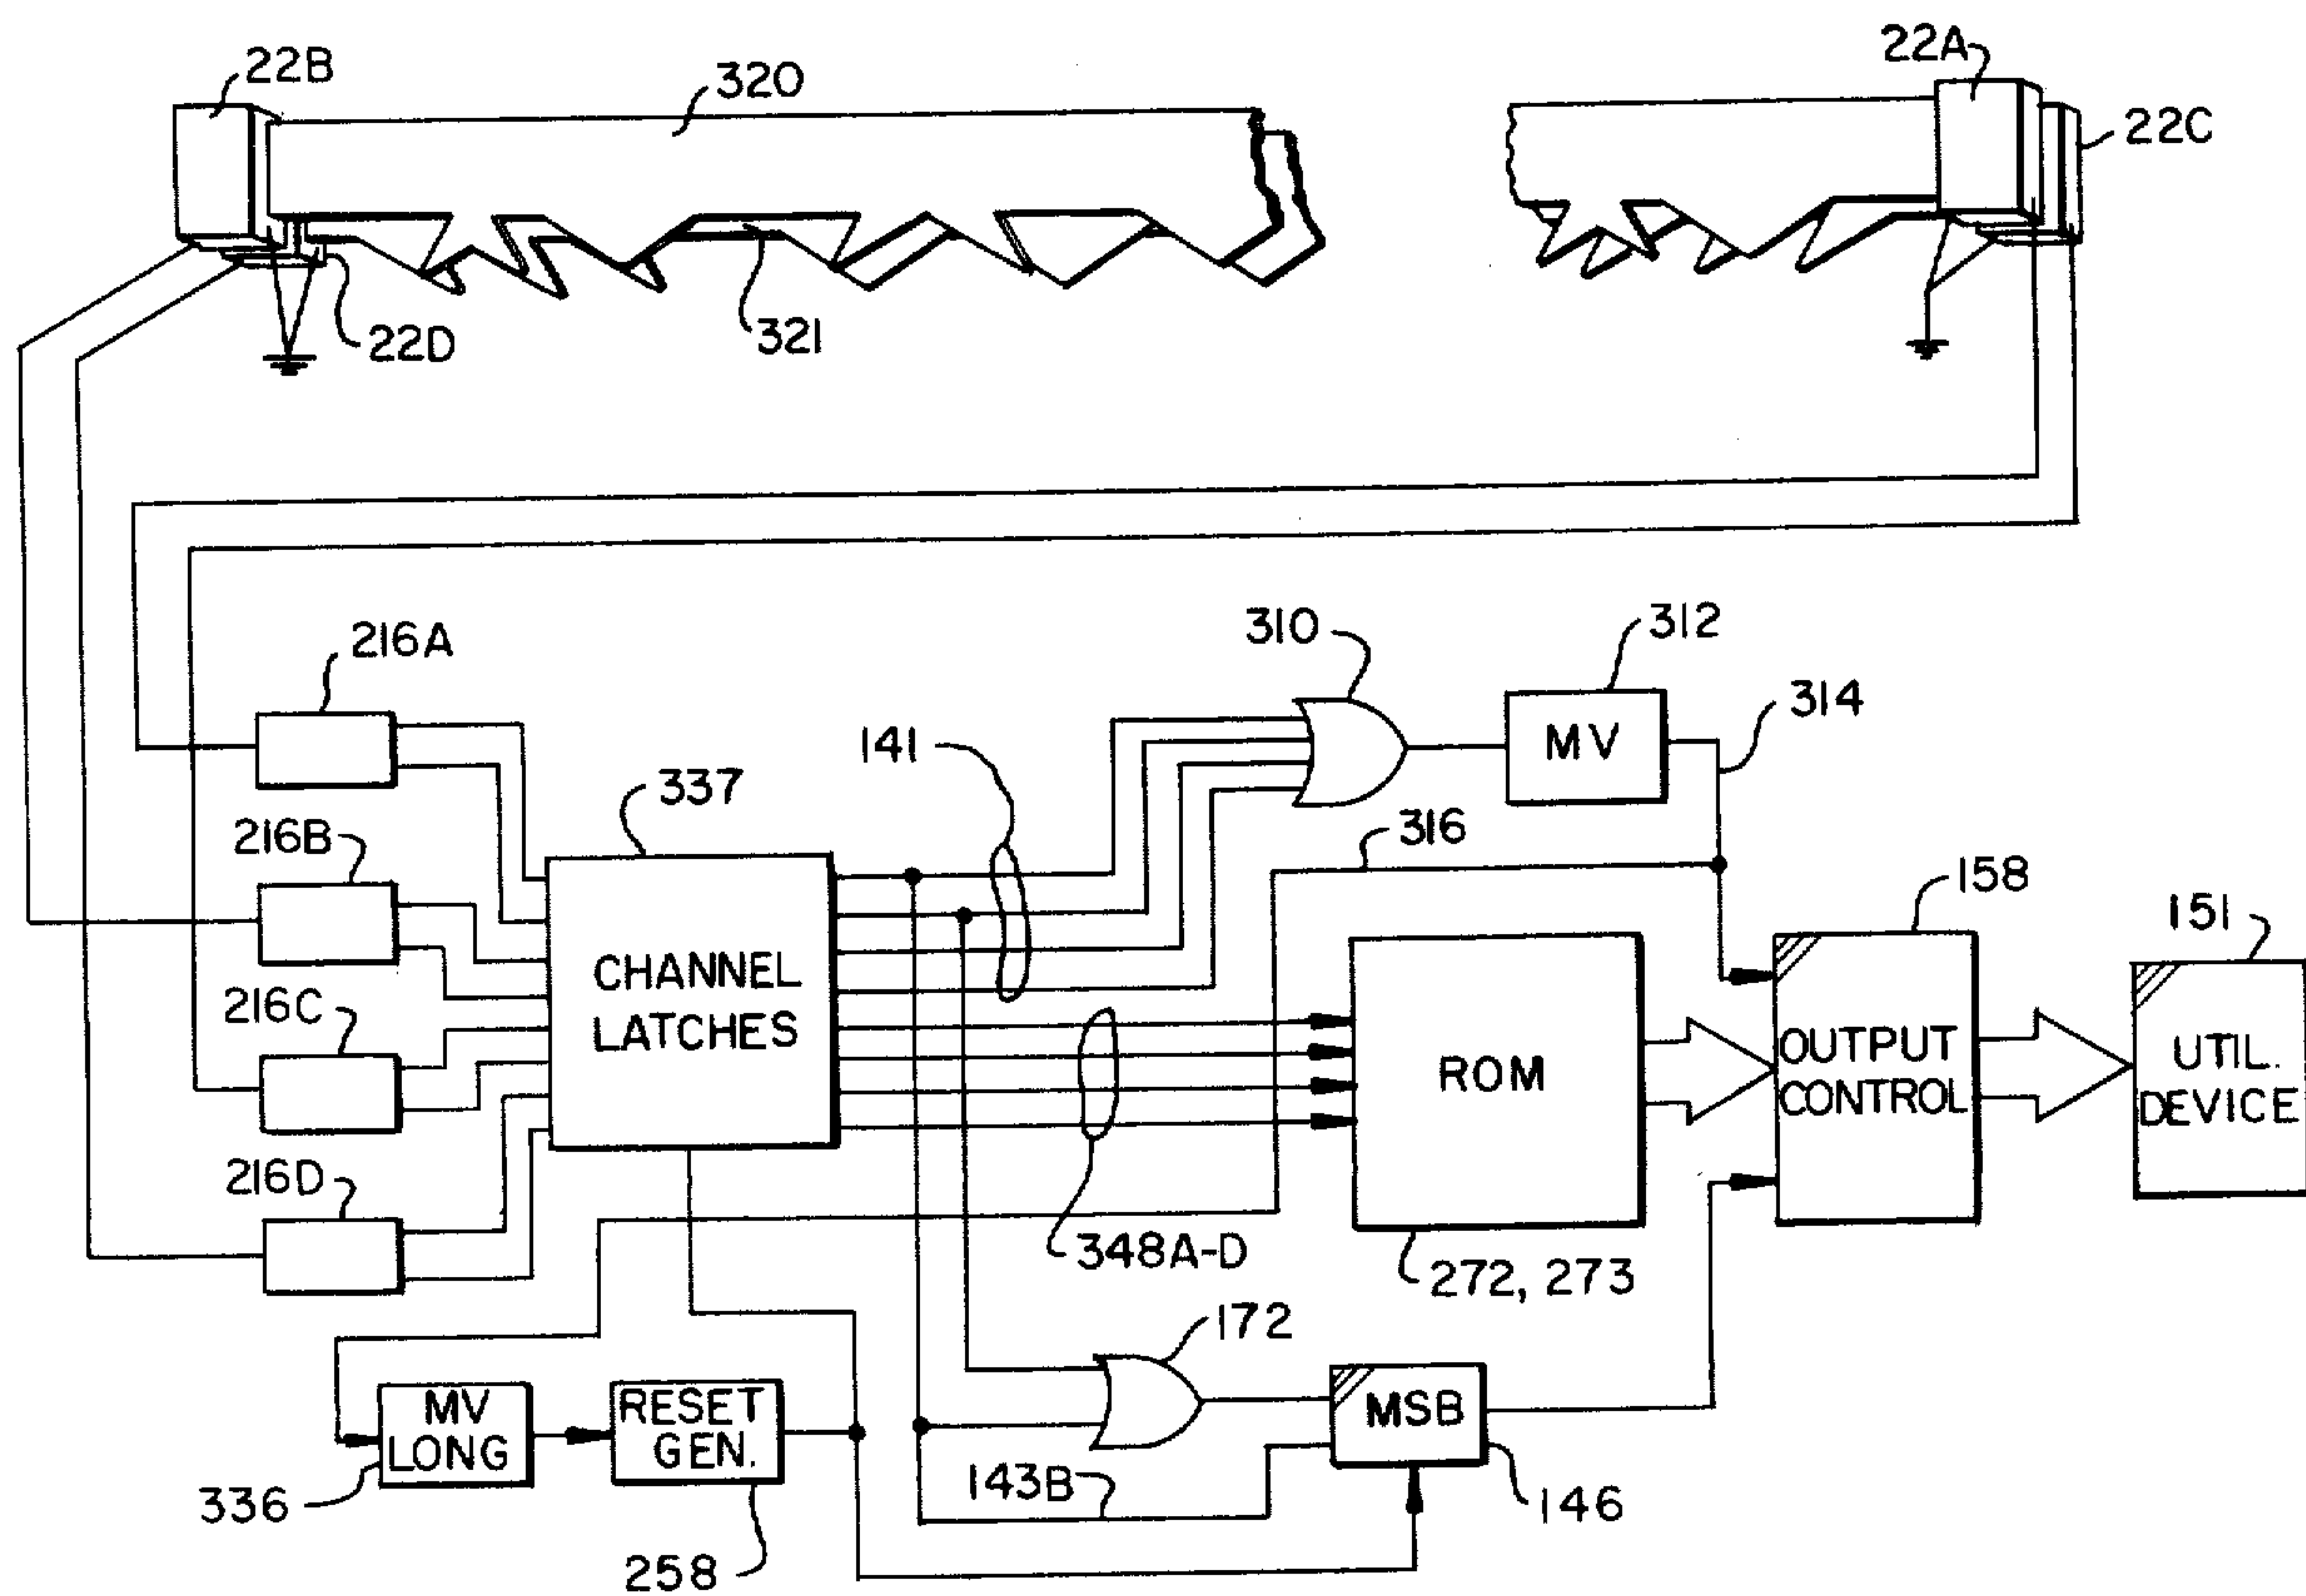 22B
320
22A
22C
22D
321
216A
310
312
314
141
337
316
216B
158
151
CHANNEL
LATCHES
216C
ROM
OUTPUT
CONTROL
UTIL.
DEVICE
216D
348A-D
272, 273
172
MV
MV
LONG
RESET
GEN.
MSB
143B
336
146
258